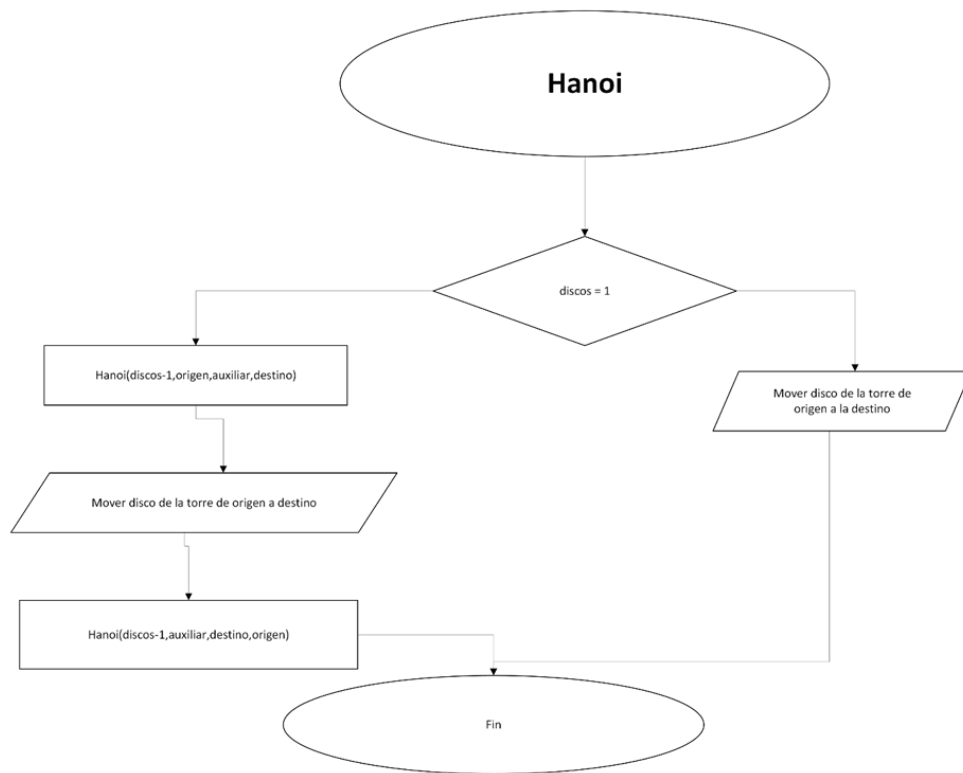 Hanoi
discos = 1
Hanoi(discos-1,origen,auxiliar,destino)
Mover disco de la torre de
origen a la destino
Mover disco de la torre de origen a destino
Hanoi(discos-1,auxiliar,destino,origen)
Fin